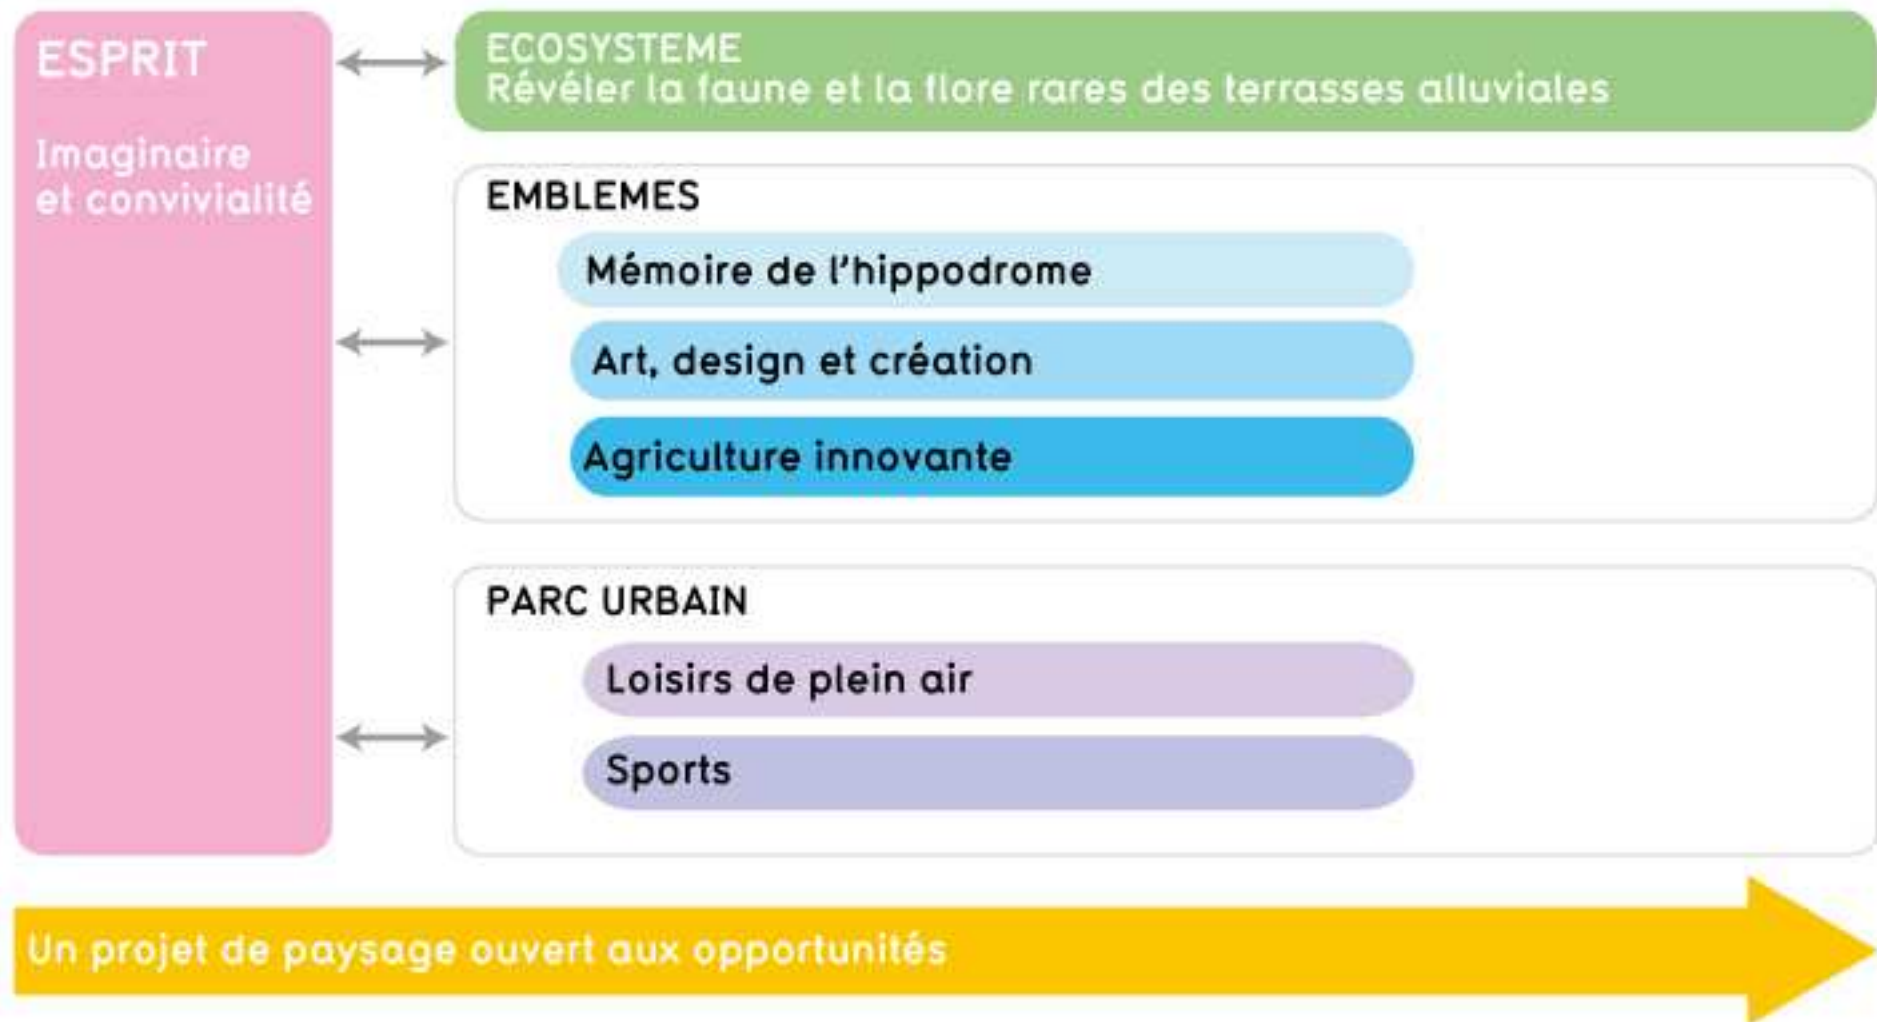 ESPRIT
Imaginaire
et convivialité
ECOSYSTEME
Révéler la faune et la flore rares des terrasses alluviales
EMBLEMES
Mémoire de l'hippodrome
Art, design et création
Agriculture innovante
PARC URBAIN
Loisirs de plein air
Sports
Un projet de paysage ouvert aux opportunités